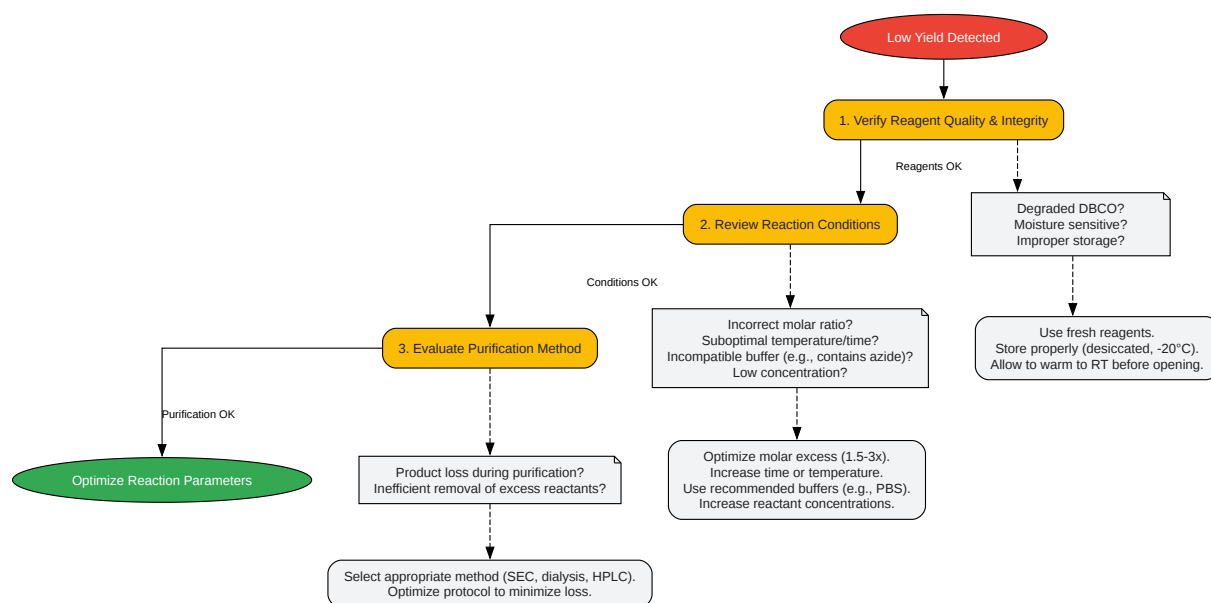 Low Yield Detected
1. Verify Reagent Quality & Integrity
Reagents OK
Degraded DBCO?
Moisture sensitive?
Improper storage?
2. Review Reaction Conditions
Conditions OK
Incorrect molar ratio?
Suboptimal temperature/time?
Incompatible buffer (e.g., contains azide)?
Low concentration?
Use fresh reagents.
Store properly (desiccated, -20°C).
Allow to warm to RT before opening.
3. Evaluate Purification Method
Purification OK
Optimize Reaction Parameters
Product loss during purification?
Inefficient removal of excess reactants?
Optimize molar excess (1.5-3x).
Increase time or temperature.
Use recommended buffers (e.g., PBS).
Increase reactant concentrations.
Select appropriate method (SEC, dialysis, HPLC).
Optimize protocol to minimize loss.